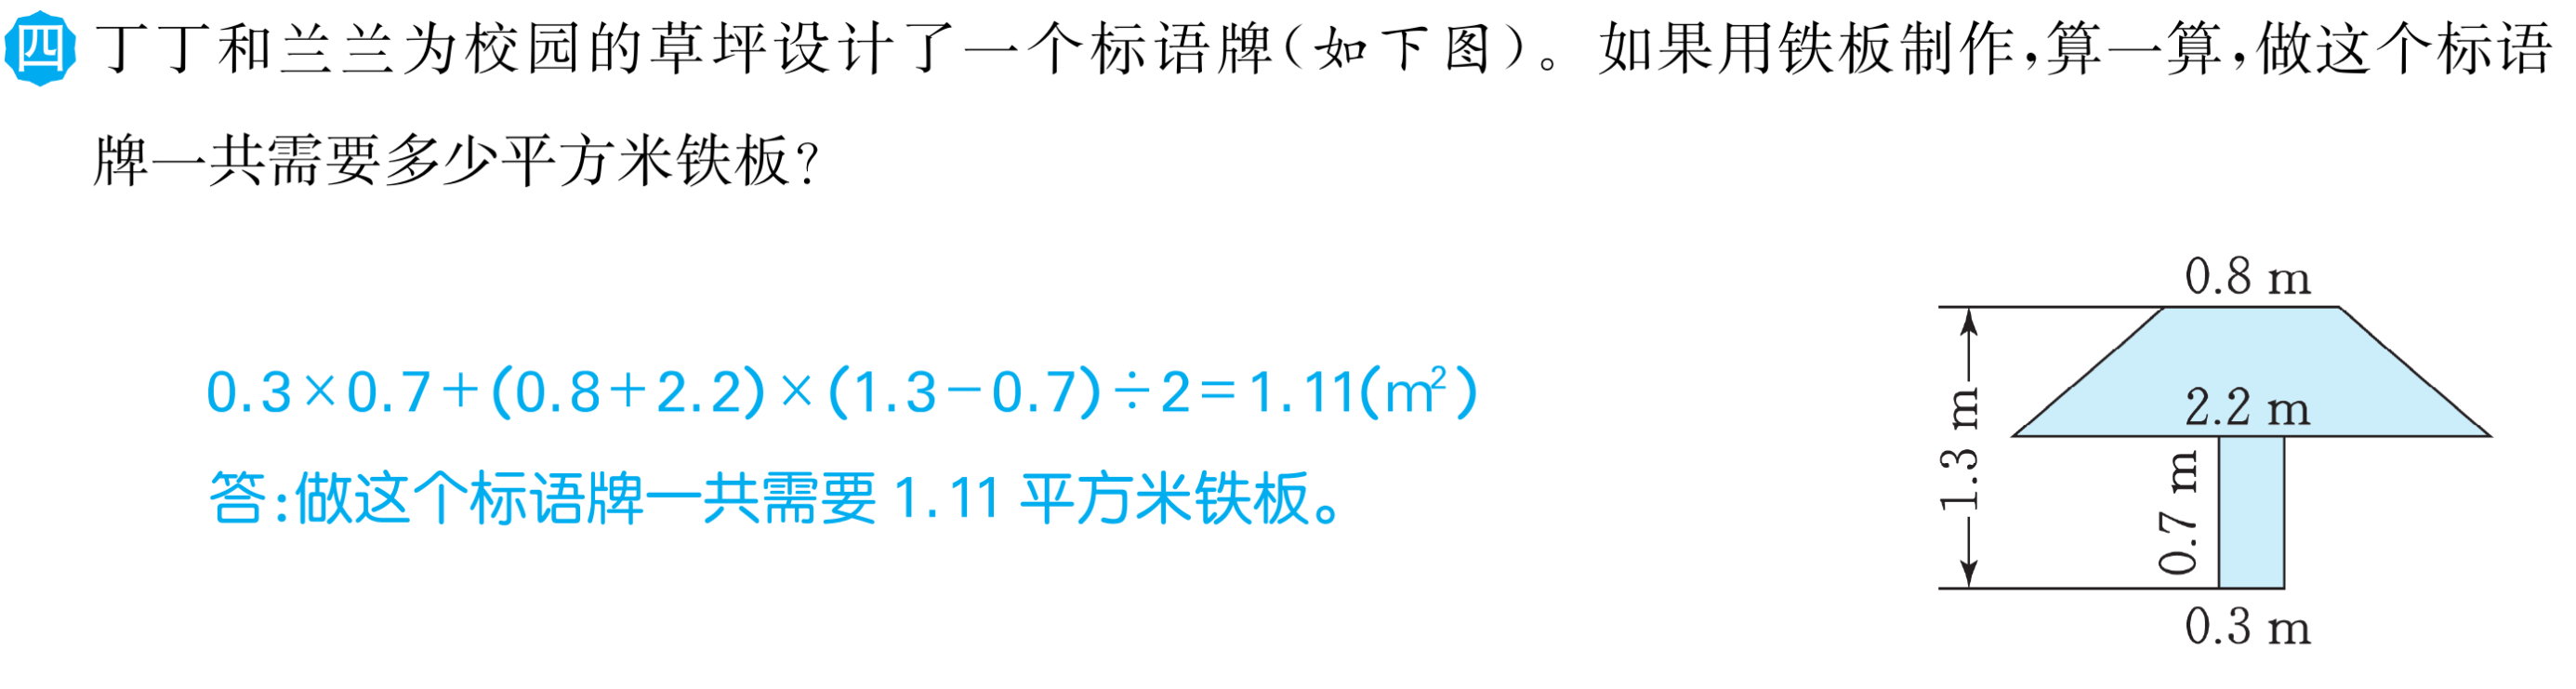 四 丁丁和兰兰为校园的草坪设计了一个标语牌(如下图)。如果用铁板制作,算一算,做这个标语
牌一共需要多少平方米铁板?
0.8 m
0.3×0.7+(0.8+2.2)×(1.3-0.7)÷2=1.11(m²)
2.2 m
1.3 m
答:做这个标语牌一共需要 1.11 平方米铁板。
0.7 m
0.3 m